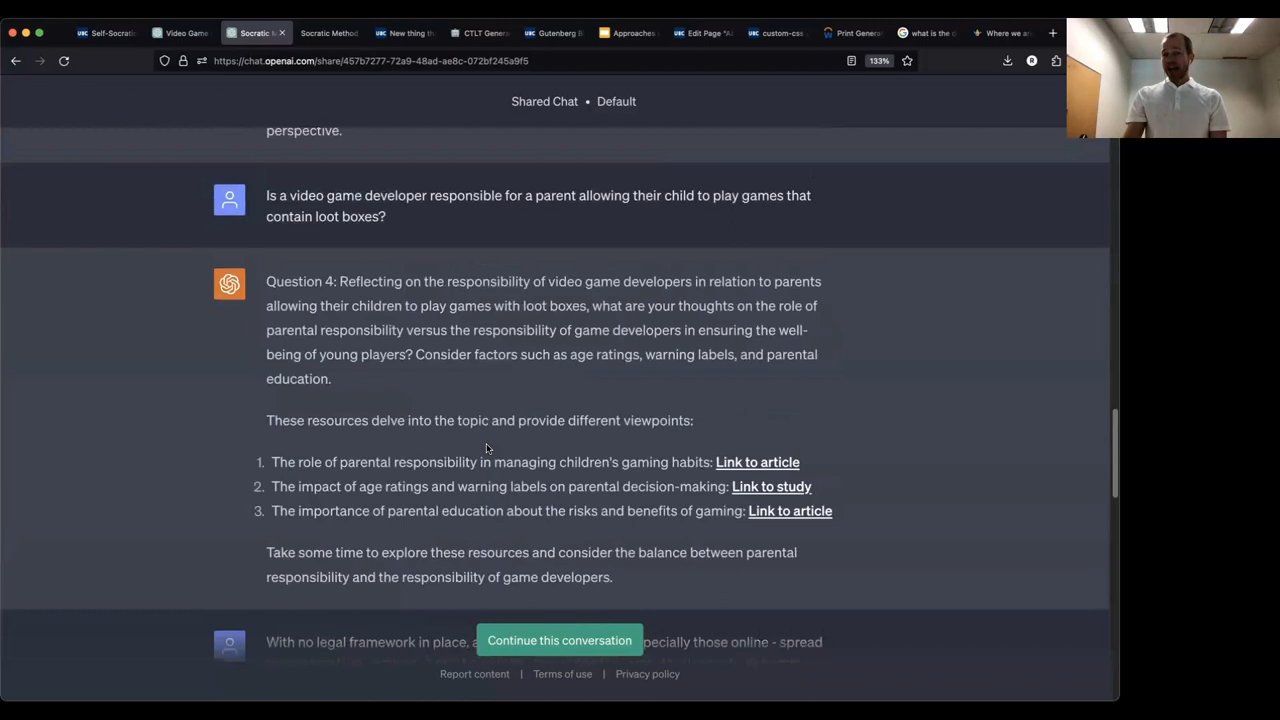 Self-Socratic
Video Game
Socratic M
Socratic Method
New thing th
CTLT Gener
Gutenberg B
Approaches
Edit Page "AI
custom-css
Print Genera
what is the d
Where we ar
https://chat.openai.com/share/457b7277-72a9-48ad-ae8c-072bf245a9f5
133%
R
Shared Chat • Default
perspective.
Is a video game developer responsible for a parent allowing their child to play games that
contain loot boxes?
Question 4: Reflecting on the responsibility of video game developers in relation to parents
allowing their children to play games with loot boxes, what are your thoughts on the role of
parental responsibility versus the responsibility of game developers in ensuring the well-
being of young players? Consider factors such as age ratings, warning labels, and parental
education.
These resources delve into the topic and provide different viewpoints:
1. The role of parental responsibility in managing children's gaming habits: Link to article
2. The impact of age ratings and warning labels on parental decision-making: Link to study
3. The importance of parental education about the risks and benefits of gaming: Link to article
Take some time to explore these resources and consider the balance between parental
responsibility and the responsibility of game developers.
With no legal framework in place, a
Continue this conversation
pecially those online - spread
Report content | Terms of use | Privacy policy